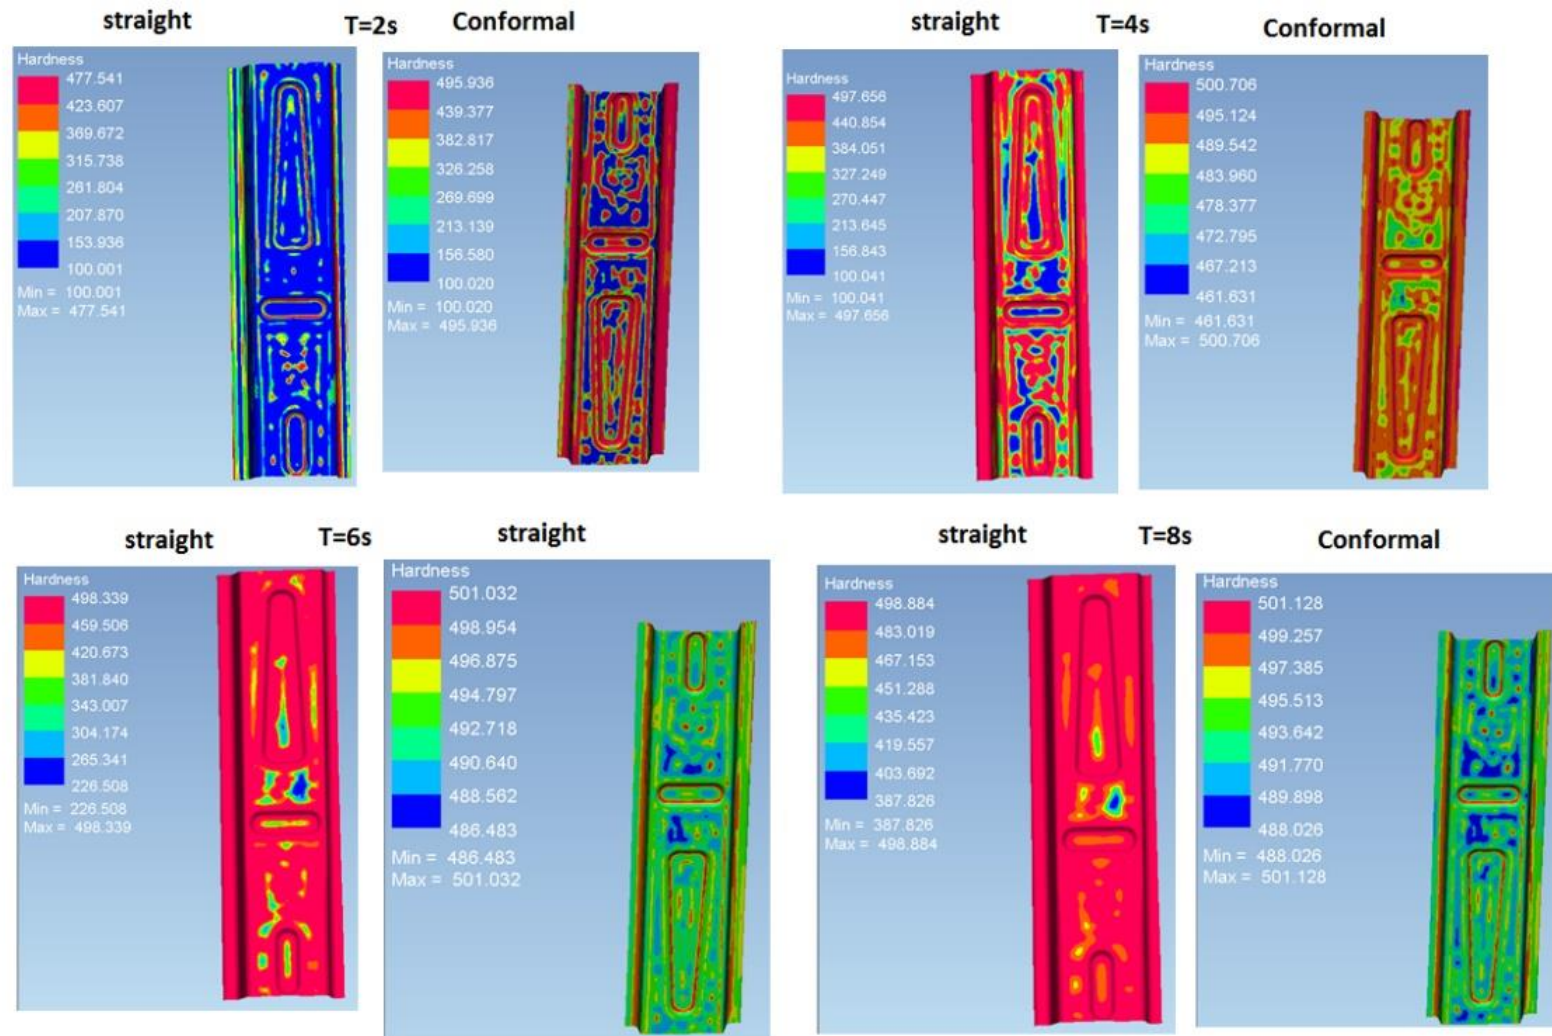 straight T=2s Conformal
Hardness
477.541
423.607
369.672
315.738
261.804
207.870
153.936
100.001
Min = 100.001
Max = 477.541
Hardness
495.936
439.377
382.817
326.258
269.699
213.139
156.580
100.020
Min = 100.020
Max = 495.936
straight T=4s Conformal
Hardness
497.656
440.854
384.051
327.249
270.447
213.645
156.843
100.041
Min = 100.041
Max = 497.656
Hardness
500.706
495.124
489.542
483.960
478.377
472.795
467.213
461.631
Min = 461.631
Max = 500.706
straight T=6s straight
Hardness
498.339
459.506
420.673
381.840
343.007
304.174
265.341
226.508
Min = 226.508
Max = 498.339
Hardness
501.032
498.954
496.875
494.797
492.718
490.640
488.562
486.483
Min = 486.483
Max = 501.032
straight T=8s Conformal
Hardness
498.884
483.019
467.153
451.288
435.423
419.557
403.692
387.826
Min = 387.826
Max = 498.884
Hardness
501.128
499.257
497.385
495.513
493.642
491.770
489.898
488.026
Min = 488.026
Max = 501.128